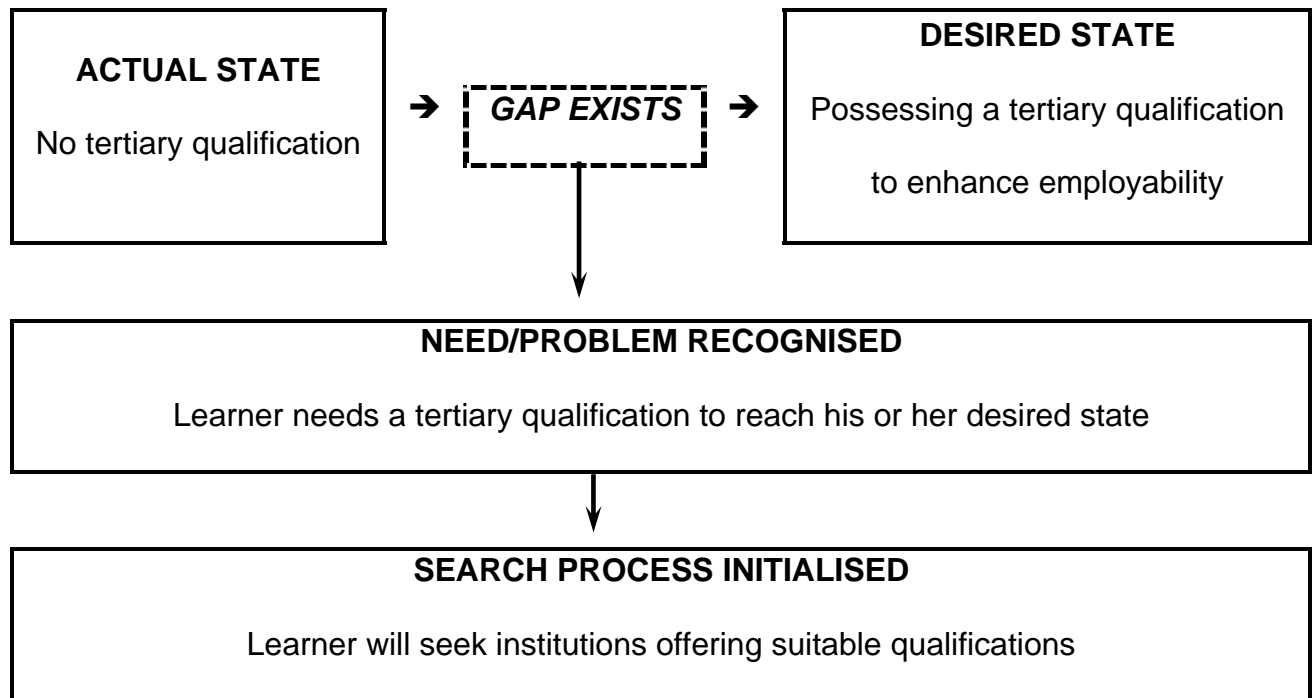 ACTUAL STATE
No tertiary qualification
➔
GAP EXISTS
➔
DESIRED STATE
Possessing a tertiary qualification
to enhance employability
NEED/PROBLEM RECOGNISED
Learner needs a tertiary qualification to reach his or her desired state
SEARCH PROCESS INITIALISED
Learner will seek institutions offering suitable qualifications